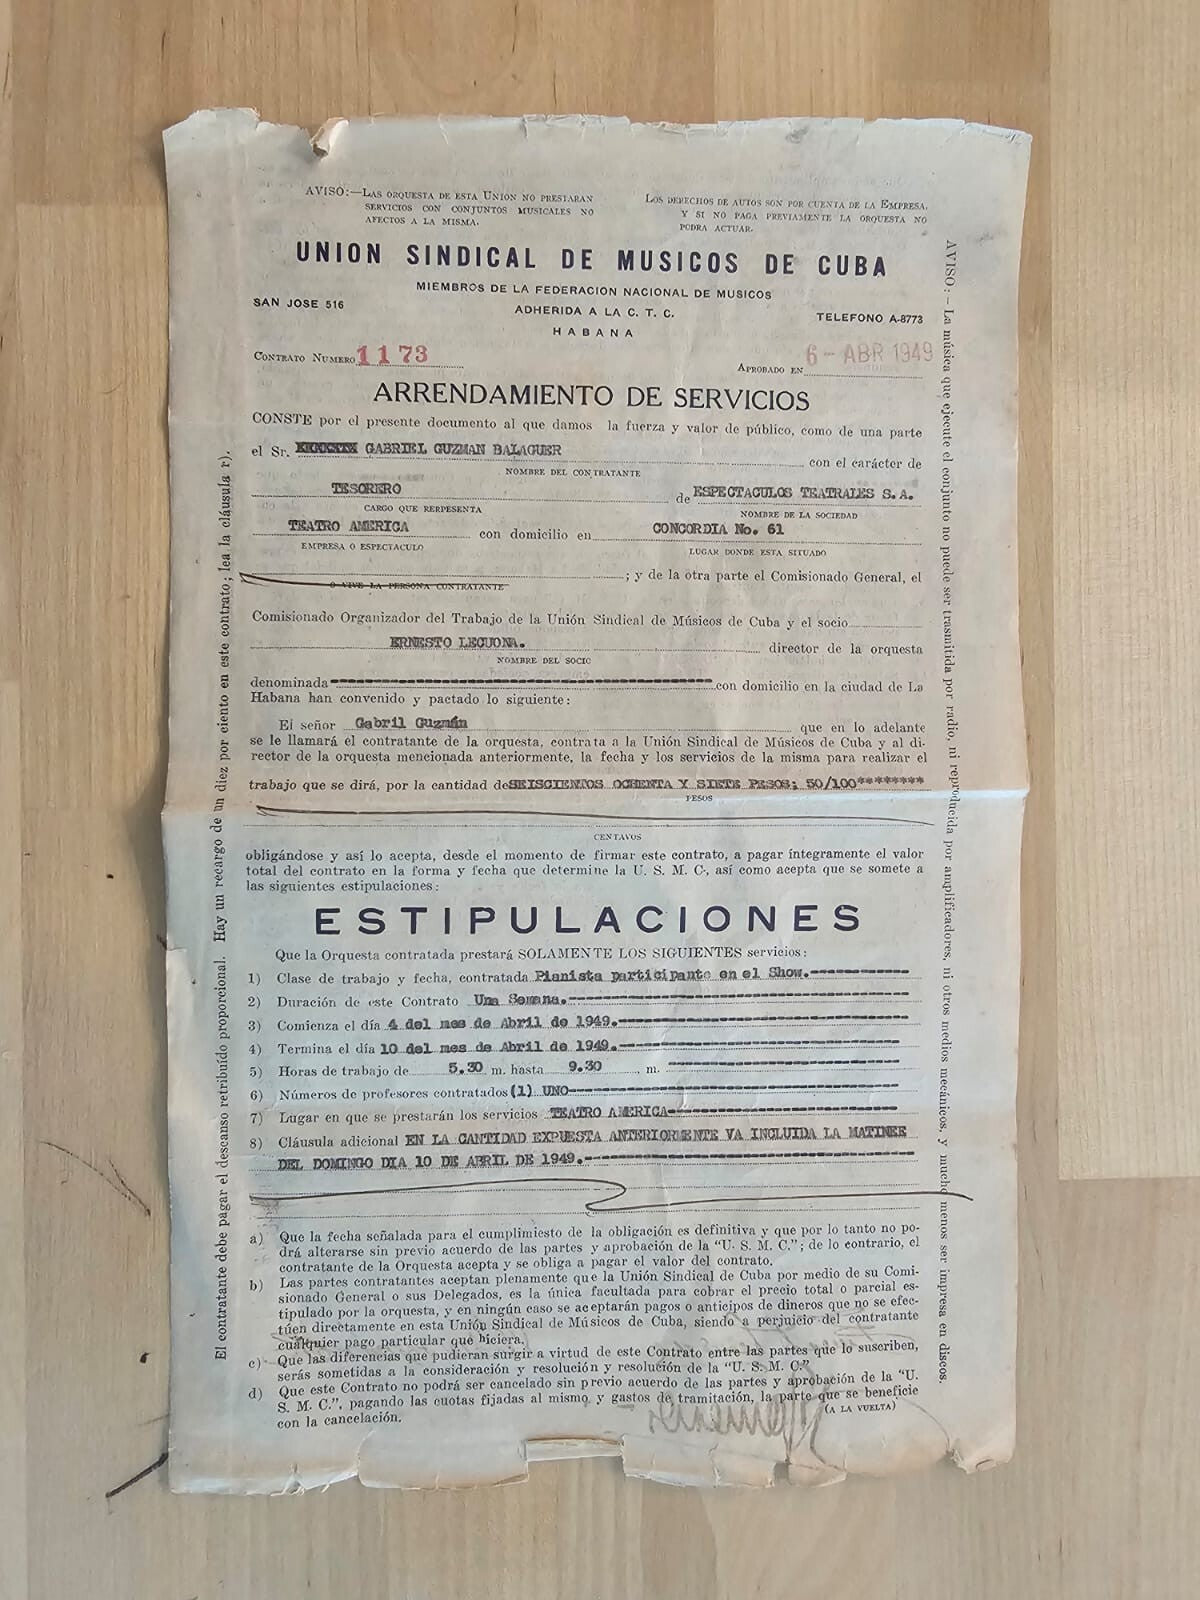 AVISO:—LAS ORQUESTA DE ESTA UNION NO PRESTARAN
SERVICIOS CON CONJUNTOS MUSICALES NO
AFECTOS A LA MISMA.
LOS DERECHOS DE AUTOS SON POR CUENTA DE LA EMPRESA,
Y SI NO PAGA PREVIAMENTE LA ORQUESTA NO
PODRA ACTUAR.
UNION SINDICAL DE MUSICOS DE CUBA
MIEMBROS DE LA FEDERACION NACIONAL DE MUSICOS
SAN JOSE 516
ADHERIDA A LA C. T. C.
TELEFONO A-8773
HABANA
CONTRATO NUMERO 1173
APROBADO EN 6 - ABR 1949
ARRENDAMIENTO DE SERVICIOS
CONSTE por el presente documento al que damos la fuerza y valor de público, como de una parte
el Sr. GABRIEL GUZMAN BALAGUER con el carácter de
NOMBRE DEL CONTRATANTE
TESORERO de ESPECTACULOS TEATRALES S.A.
CARGO QUE RERPESENTA NOMBRE DE LA SOCIEDAD
TEATRO AMERICA con domicilio en CONCORDIA No. 61
EMPRESA O ESPECTACULO LUGAR DONDE ESTA SITUADO
; y de la otra parte el Comisionado General, el
O VIVE LA PERSONA CONTRATANTE
Comisionado Organizador del Trabajo de la Unión Sindical de Músicos de Cuba y el socio
ERNESTO LECUONA. director de la orquesta
NOMBRE DEL SOCIO
denominada con domicilio en la ciudad de La
Habana han convenido y pactado lo siguiente:
El señor Gabril Guzmán que en lo adelante
se le llamará el contratante de la orquesta, contrata a la Unión Sindical de Músicos de Cuba y al di-
rector de la orquesta mencionada anteriormente, la fecha y los servicios de la misma para realizar el
trabajo que se dirá, por la cantidad de SEISCIENTOS OCHENTA Y SIETE PESOS; 50/100********
PESOS
CENTAVOS
obligándose y así lo acepta, desde el momento de firmar este contrato, a pagar íntegramente el valor
total del contrato en la forma y fecha que determine la U. S. M. C., así como acepta que se somete a
las siguientes estipulaciones:
ESTIPULACIONES
Que la Orquesta contratada prestará SOLAMENTE LOS SIGUIENTES servicios:
1) Clase de trabajo y fecha, contratada Pianista participante en el Show.
2) Duración de este Contrato Una Semana.
3) Comienza el día 4 del mes de Abril de 1949.
4) Termina el día 10 del mes de Abril de 1949.
5) Horas de trabajo de 5.30 m. hasta 9.30 m.
6) Números de profesores contratados (1) UNO
7) Lugar en que se prestarán los servicios TEATRO AMERICA
8) Cláusula adicional EN LA CANTIDAD EXPUESTA ANTERIORMENTE VA INCLUIDA LA MATINEE
DEL DOMINGO DIA 10 DE ABRIL DE 1949.
a) Que la fecha señalada para el cumplimiesto de la obligación es definitiva y que por lo tanto no po-
drá alterarse sin previo acuerdo de las partes y aprobación de la "U. S. M. C."; de lo contrario, el
contratante de la Orquesta acepta y se obliga a pagar el valor del contrato.
b) Las partes contratantes aceptan plenamente que la Unión Sindical de Cuba por medio de su Comi-
sionado General o sus Delegados, es la única facultada para cobrar el precio total o parcial es-
tipulado por la orquesta, y en ningún caso se aceptarán pagos o anticipos de dineros que no se efec-
túen directamente en esta Unión Sindical de Músicos de Cuba, siendo a perjuicio del contratante
cualquier pago particular que hiciera.
c) Que las diferencias que pudieran surgir a virtud de este Contrato entre las partes que lo suscriben,
serás sometidas a la consideración y resolución y resolución de la "U. S. M. C."
d) Que este Contrato no podrá ser cancelado sin previo acuerdo de las partes y aprobación de la "U.
S. M. C.", pagando las cuotas fijadas al mismo y gastos de tramitación, la parte que se beneficie
con la cancelación.
(A LA VUELTA)
El contratante debe pagar el descanso retribuído proporcional. Hay un recargo de un diez por ciento en este contrato; lea la cláusula r).
AVISO: - La música que ejecute el conjunto no puede ser trasmitida por radio, ni reproducida por amplificadores, ni otros medios mecánicos, y mucho menos ser impresa en discos.